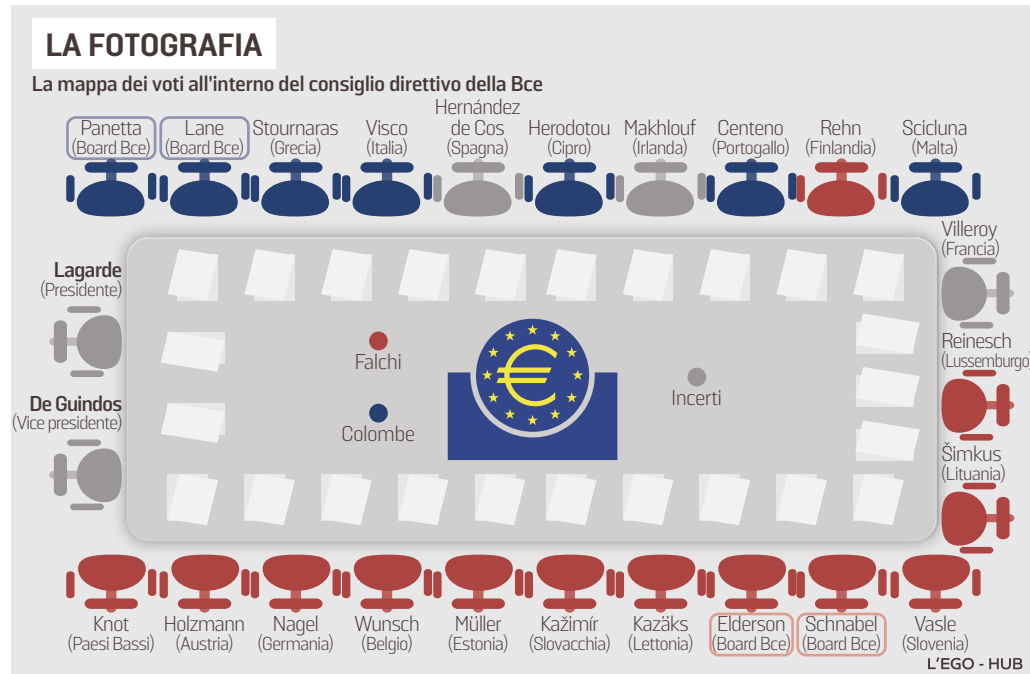 LA FOTOGRAFIA
La mappa dei voti all'interno del consiglio direttivo della Bce
Panetta
(Board Bce)
Lane
(Board Bce)
Stournaras
(Grecia)
Visco
(Italia)
Hernández
de Cos
(Spagna)
Herodotou
(Cipro)
Makhlouf
(Irlanda)
Centeno
(Portogallo)
Rehn
(Finlandia)
Scicluna
(Malta)
Lagarde
(Presidente)
De Guindos
(Vice presidente)
Falchi
Colombe
€
Incerti
Villeroy
(Francia)
Reinesch
(Lussemburgo)
Šimkus
(Lituania)
Knot
(Paesi Bassi)
Holzmann
(Austria)
Nagel
(Germania)
Wunsch
(Belgio)
Müller
(Estonia)
Kažimír
(Slovacchia)
Kazāks
(Lettonia)
Elderson
(Board Bce)
Schnabel
(Board Bce)
Vasle
(Slovenia)
L'EGO - HUB